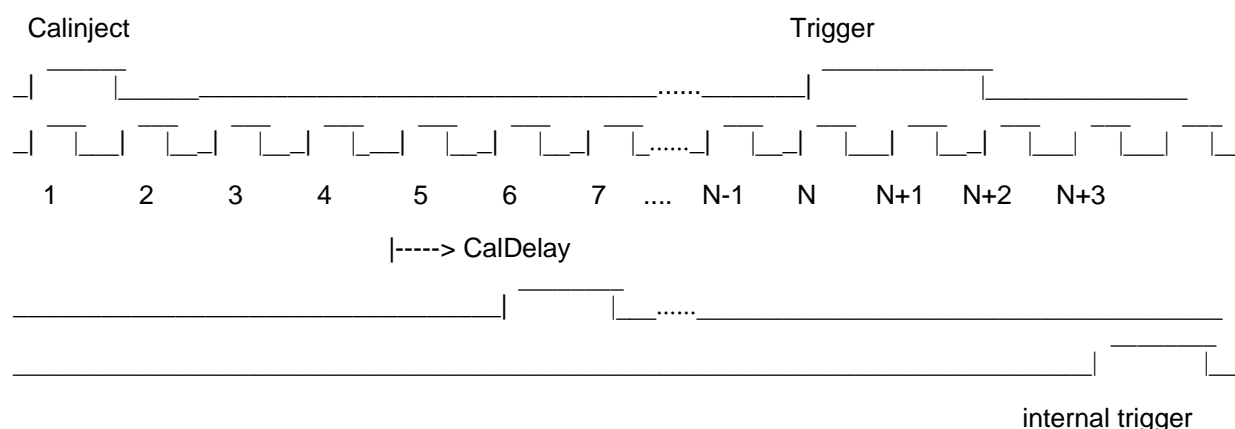 Calinject Trigger
1 2 3 4 5 6 7 .... N-1 N N+1 N+2 N+3
|-----> CalDelay
internal trigger